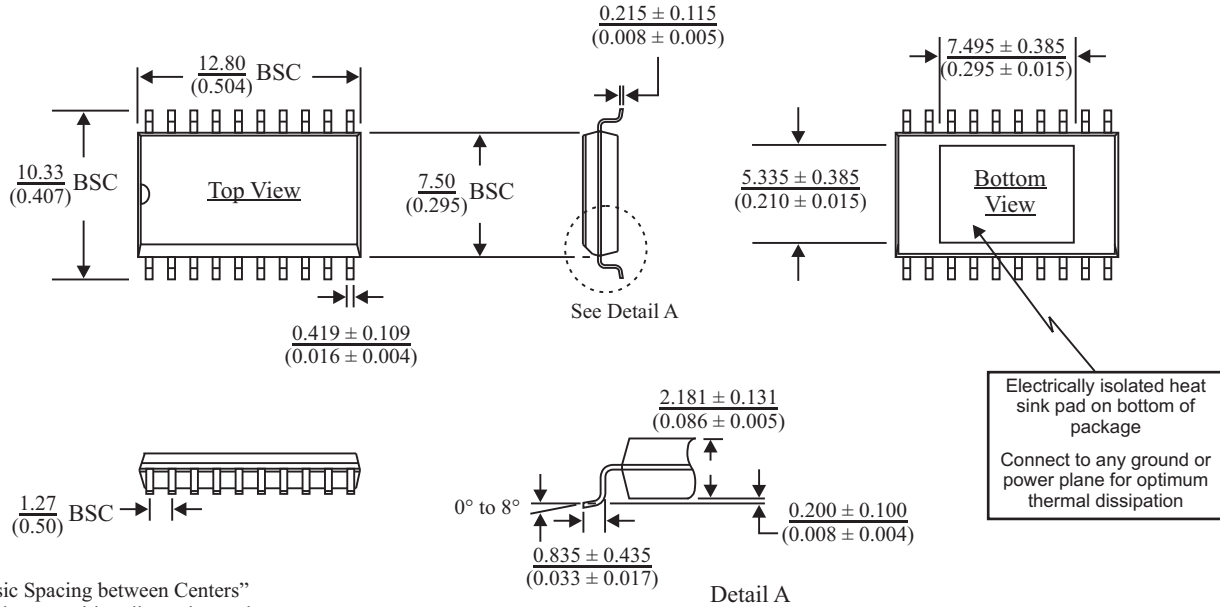 0.215 ± 0.115
(0.008 ± 0.005)
12.80
(0.504)
BSC
7.495 ± 0.385
(0.295 ± 0.015)
10.33
(0.407)
BSC
Top View
7.50
(0.295)
BSC
5.335 ± 0.385
(0.210 ± 0.015)
Bottom
View
See Detail A
0.419 ± 0.109
(0.016 ± 0.004)
Electrically isolated heat
sink pad on bottom of
package
Connect to any ground or
power plane for optimum
thermal dissipation
2.181 ± 0.131
(0.086 ± 0.005)
1.27
(0.50)
BSC
0° to 8°
0.200 ± 0.100
(0.008 ± 0.004)
0.835 ± 0.435
(0.033 ± 0.017)
Detail A
Spacing between Centers”